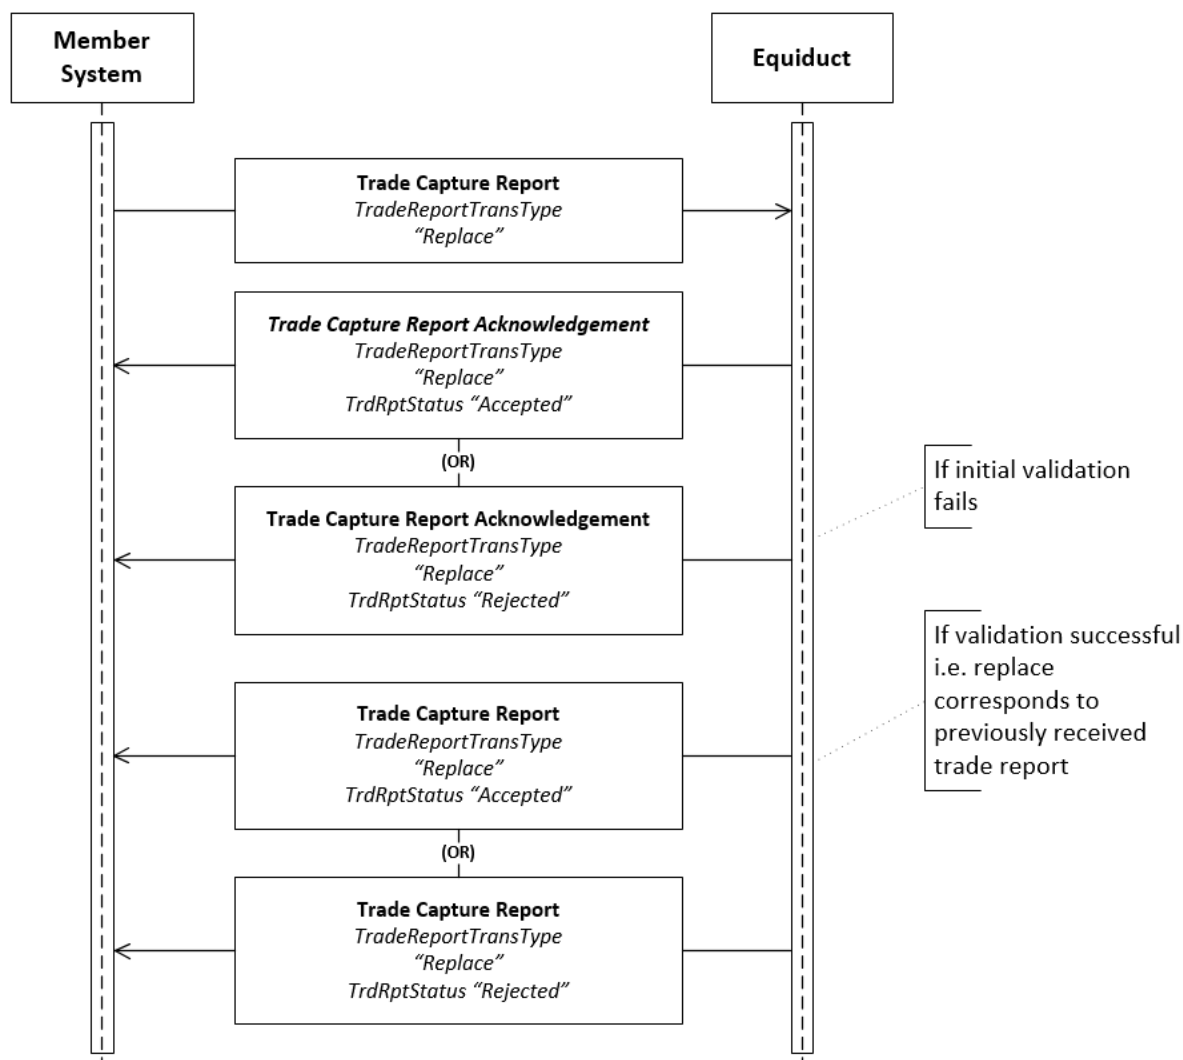 Member
System
Equiduct
Trade Capture Report
TradeReportTransType
“Replace”
Trade Capture Report Acknowledgement
TradeReportTransType
“Replace”
TrdRptStatus “Accepted”
(OR)
If initial validation
fails
Trade Capture Report Acknowledgement
TradeReportTransType
“Replace”
TrdRptStatus “Rejected”
If validation successful
i.e. replace
corresponds to
previously received
trade report
Trade Capture Report
TradeReportTransType
“Replace”
TrdRptStatus “Accepted”
(OR)
Trade Capture Report
TradeReportTransType
“Replace”
TrdRptStatus “Rejected”